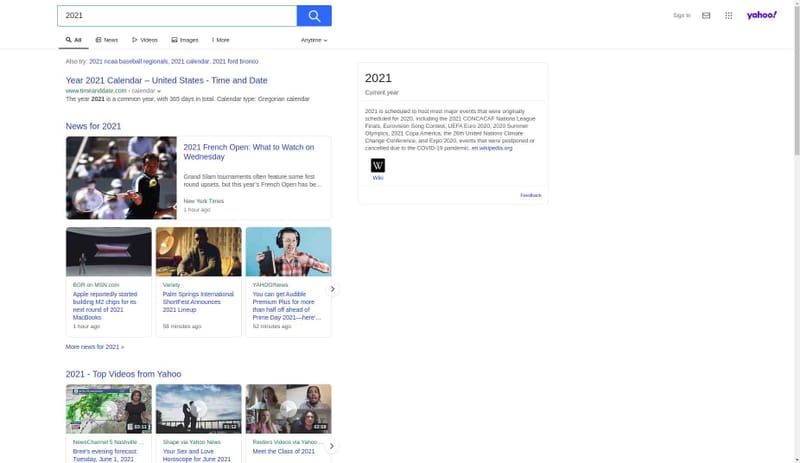 2021
Sign In
yahoo!
All
News
Videos
Images
More
Anytime
Also try: 2021 ncaa baseball regionals, 2021 calendar, 2021 ford bronco
Year 2021 Calendar – United States - Time and Date
www.timeanddate.com › calendar
The year 2021 is a common year, with 365 days in total. Calendar type: Gregorian calendar
News for 2021
2021 French Open: What to Watch on
Wednesday
Grand Slam tournaments often feature some first
round upsets, but this year's French Open has be...
New York Times
1 hour ago
BGR on MSN.com
Apple reportedly started
building M2 chips for its
next round of 2021
MacBooks
1 hour ago
Variety
Palm Springs International
ShortFest Announces
2021 Lineup
56 minutes ago
YAHOO!News
You can get Audible
Premium Plus for more
than half off ahead of
Prime Day 2021—here'...
52 minutes ago
More news for 2021 »
2021 - Top Videos from Yahoo
03:12
02:59
NewsChannel 5 Nashville ...
Bree's evening forecast:
Tuesday, June 1, 2021
Shape via Yahoo News
Your Sex and Love
Horoscope for June 2021
Reuters Videos via Yahoo ...
Meet the Class of 2021
2021
Current year
2021 is scheduled to host most major events that were originally
scheduled for 2020, including the 2021 CONCACAF Nations League
Finals, Eurovision Song Contest, UEFA Euro 2020, 2020 Summer
Olympics, 2021 Copa America, the 26th United Nations Climate
Change Conference, and Expo 2020, events that were postponed or
cancelled due to the COVID-19 pandemic. en.wikipedia.org
W
Wiki
Feedback